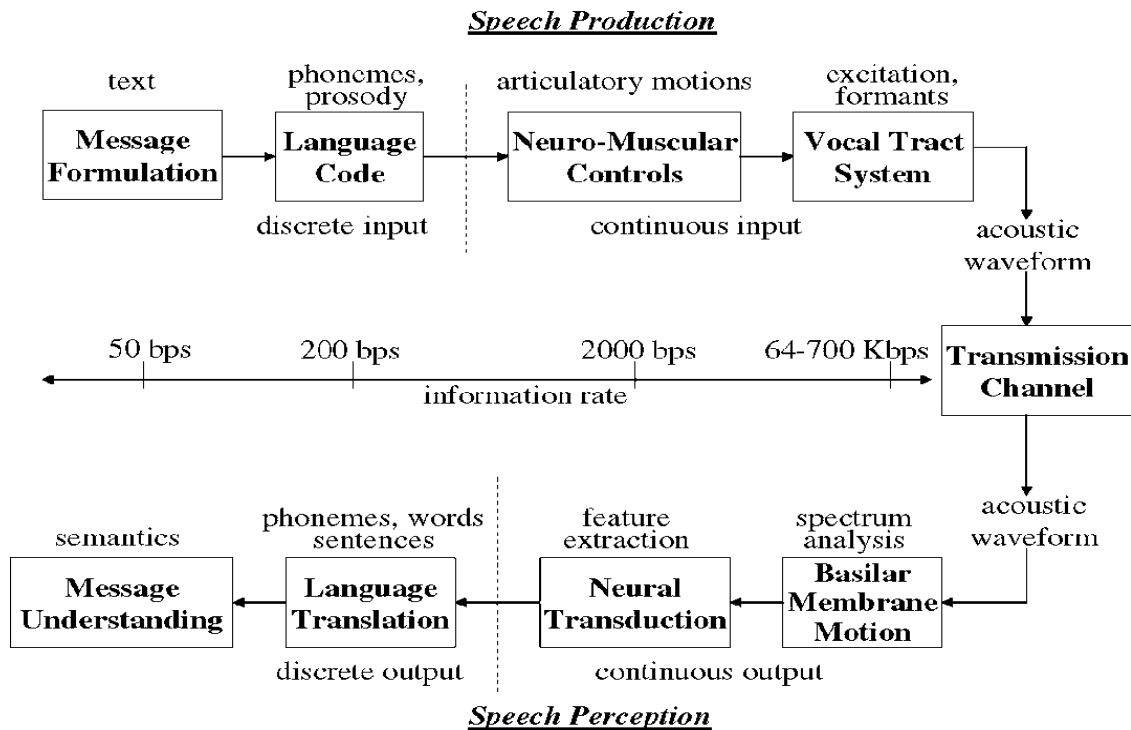 Speech Production
text
phonemes,
prosody
articulatory motions
excitation,
formants
Message
Formulation
Language
Code
Neuro-Muscular
Controls
Vocal Tract
System
discrete input
continuous input
acoustic
waveform
50 bps
200 bps
2000 bps
64-700 Kbps
information rate
Transmission
Channel
acoustic
waveform
semantics
phonemes, words
sentences
feature
extraction
spectrum
analysis
Message
Understanding
Language
Translation
Neural
Transduction
Basilar
Membrane
Motion
discrete output
continuous output
Speech Perception